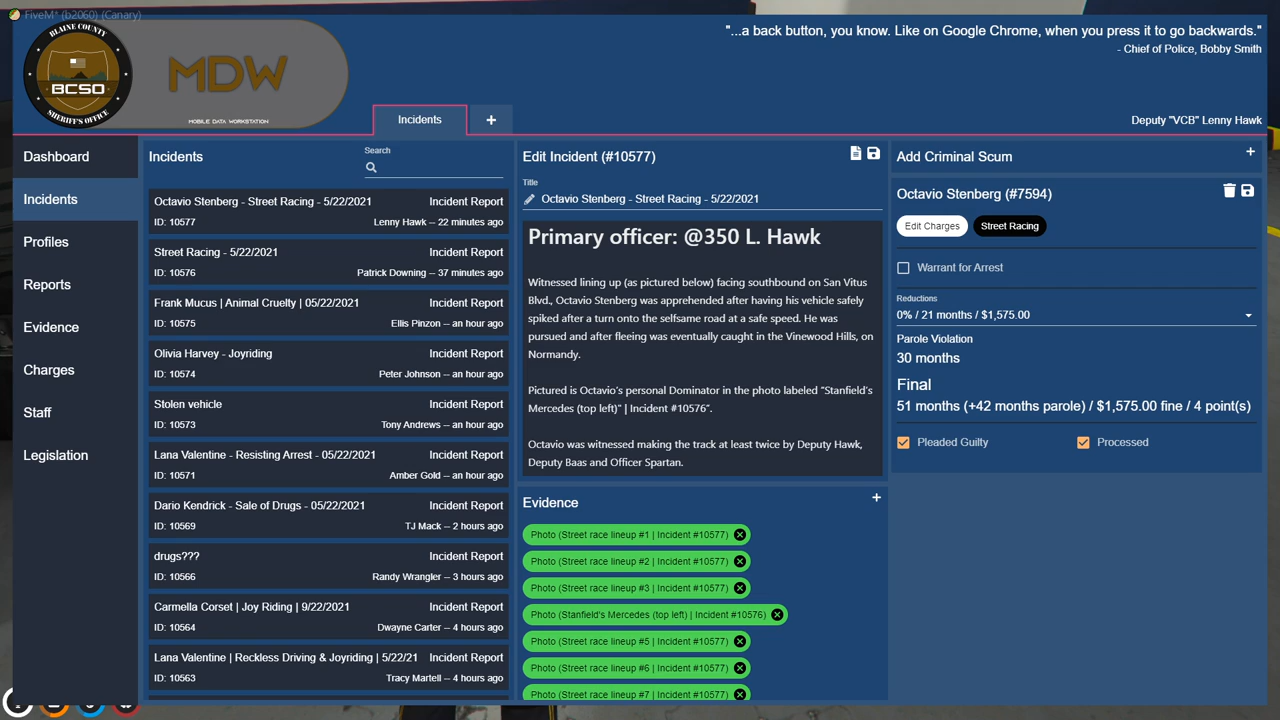 FiveM® (b2060) (Canary)
BLAINE COUNTY
BCSO
SHERIFF'S OFFICE
MDW
MOBILE DATA WORKSTATION
"...a back button, you know. Like on Google Chrome, when you press it to go backwards."
- Chief of Police, Bobby Smith
Incidents
+
Deputy "VCB" Lenny Hawk
Dashboard
Incidents
Profiles
Reports
Evidence
Charges
Staff
Legislation
Incidents
Search
Octavio Stenberg - Street Racing - 5/22/2021 Incident Report
ID: 10577 Lenny Hawk – 22 minutes ago
Street Racing - 5/22/2021 Incident Report
ID: 10576 Patrick Downing – 37 minutes ago
Frank Mucus | Animal Cruelty | 05/22/2021 Incident Report
ID: 10575 Ellis Pinzon – an hour ago
Olivia Harvey - Joyriding Incident Report
ID: 10574 Peter Johnson – an hour ago
Stolen vehicle Incident Report
ID: 10573 Tony Andrews – an hour ago
Lana Valentine - Resisting Arrest - 05/22/2021 Incident Report
ID: 10571 Amber Gold – an hour ago
Dario Kendrick - Sale of Drugs - 05/22/2021 Incident Report
ID: 10569 TJ Mack – 2 hours ago
drugs??? Incident Report
ID: 10566 Randy Wrangler – 3 hours ago
Carmella Corset | Joy Riding | 9/22/2021 Incident Report
ID: 10564 Dwayne Carter – 4 hours ago
Lana Valentine | Reckless Driving & Joyriding | 5/22/21 Incident Report
ID: 10563 Tracy Martell – 4 hours ago
Edit Incident (#10577)
Title
Octavio Stenberg - Street Racing - 5/22/2021
Primary officer: @350 L. Hawk
Witnessed lining up (as pictured below) facing southbound on San Vitus
Blvd., Octavio Stenberg was apprehended after having his vehicle safely
spiked after a turn onto the selfsame road at a safe speed. He was
pursued and after fleeing was eventually caught in the Vinewood Hills, on
Normandy.
Pictured is Octavio's personal Dominator in the photo labeled "Stanfield's
Mercedes (top left)" | Incident #10576".
Octavio was witnessed making the track at least twice by Deputy Hawk,
Deputy Baas and Officer Spartan.
Evidence
+
Photo (Street race lineup #1 | Incident #10577)
Photo (Street race lineup #2 | Incident #10577)
Photo (Street race lineup #3 | Incident #10577)
Photo (Stanfield's Mercedes (top left) | Incident #10576)
Photo (Street race lineup #5 | Incident #10577)
Photo (Street race lineup #6 | Incident #10577)
Photo (Street race lineup #7 | Incident #10577)
Add Criminal Scum
+
Octavio Stenberg (#7594)
Edit Charges Street Racing
Warrant for Arrest
Reductions
0% / 21 months / $1,575.00
Parole Violation
30 months
Final
51 months (+42 months parole) / $1,575.00 fine / 4 point(s)
Pleaded Guilty Processed